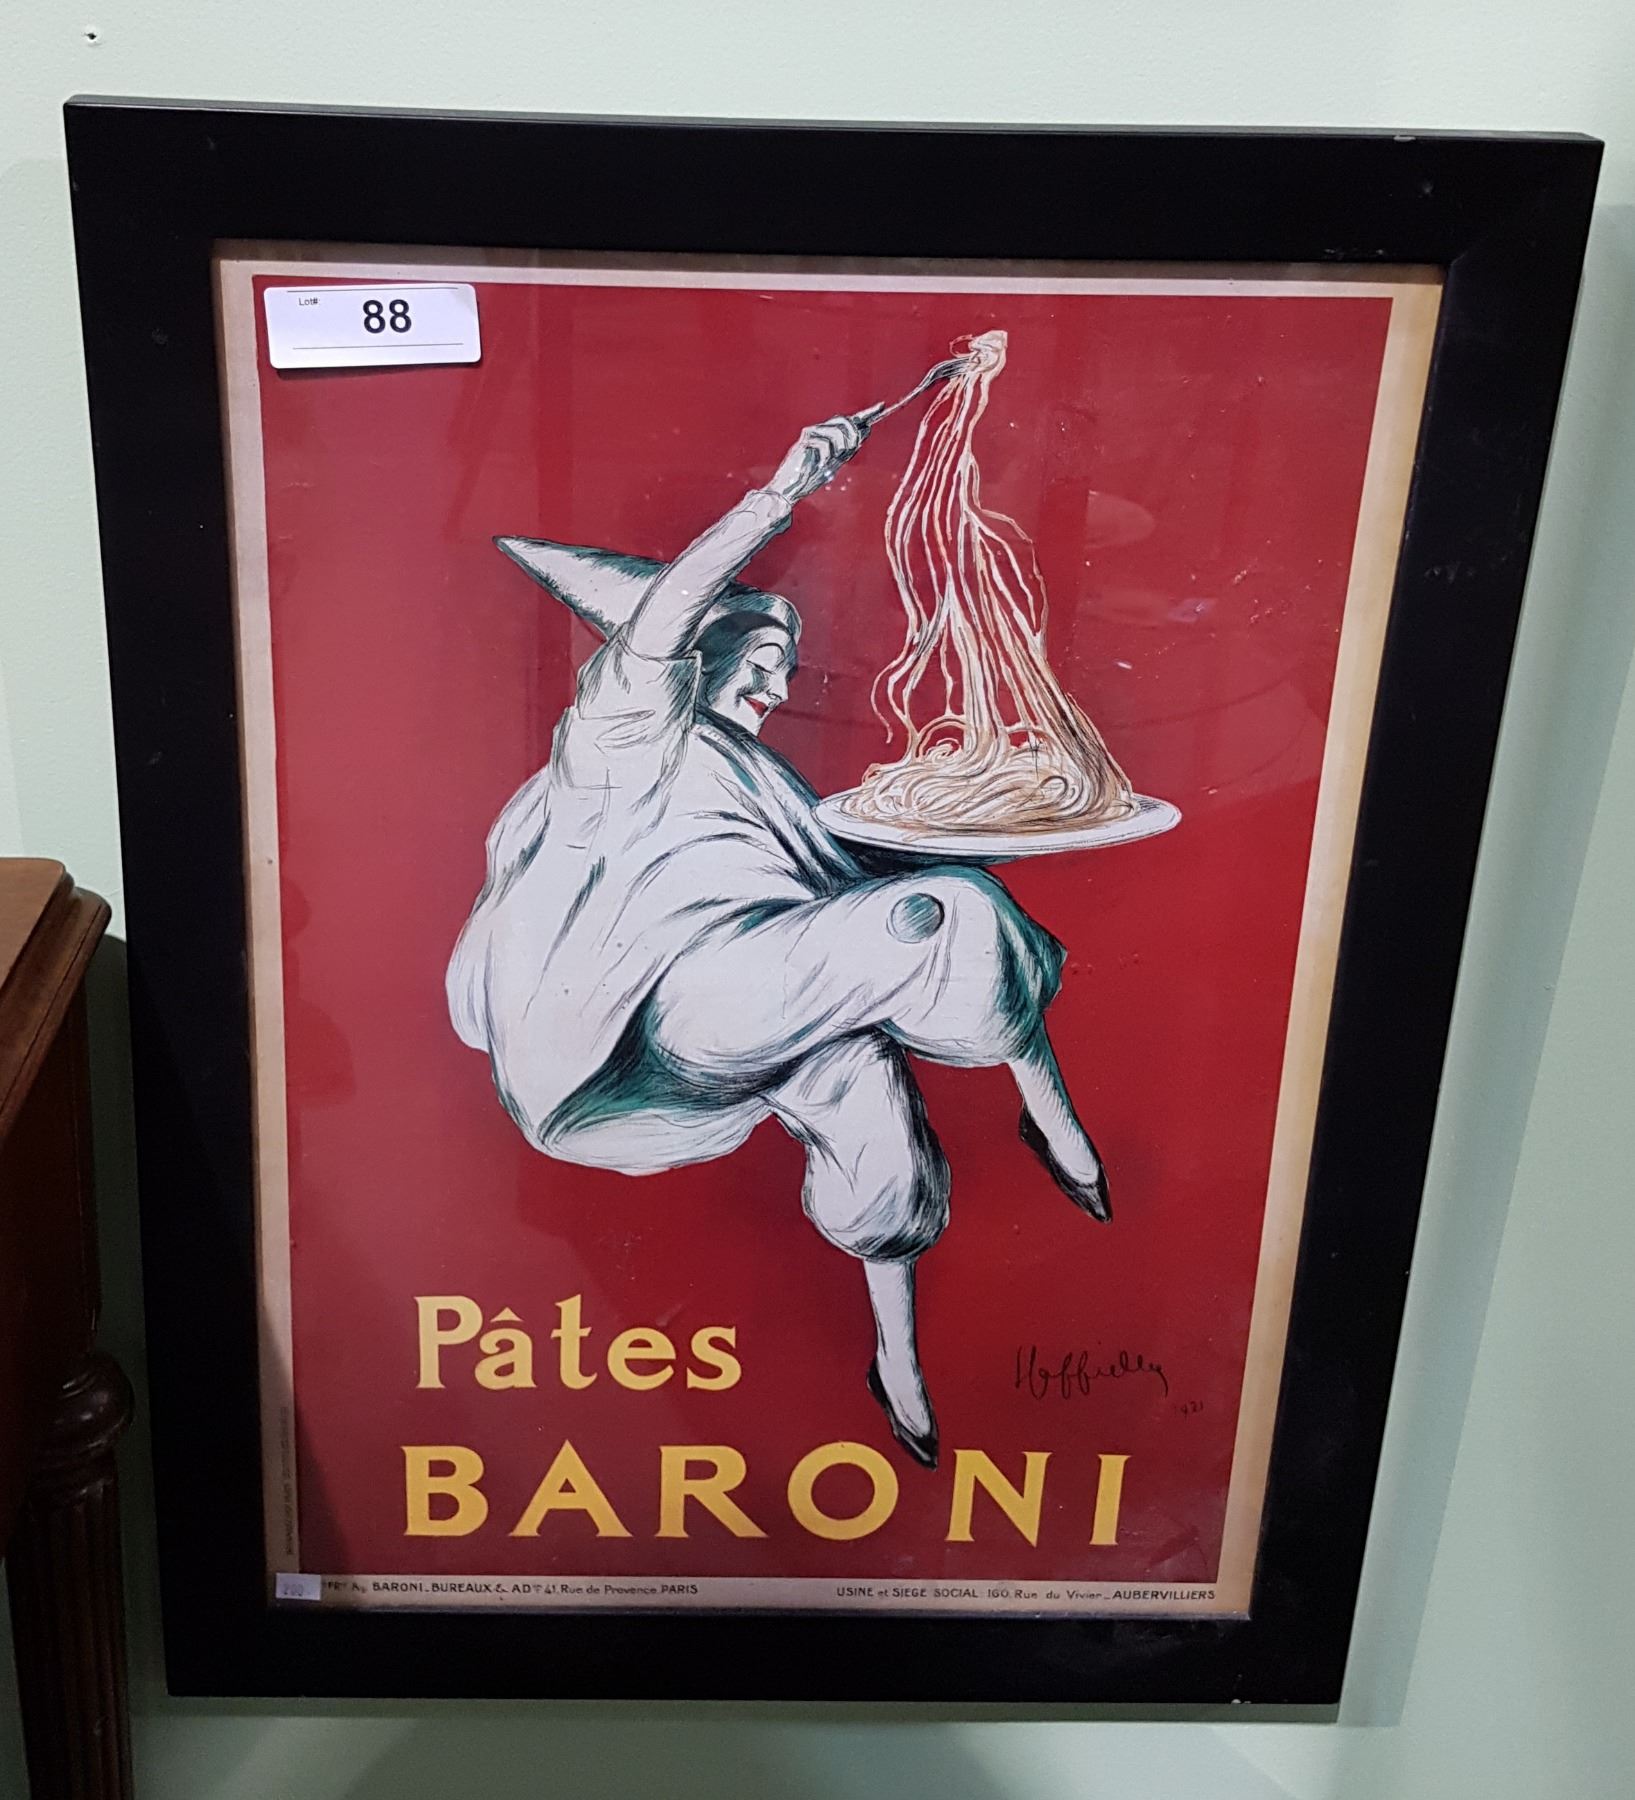 Lot#:
88
Pâtes
BARONI
1921
BARONI_BUREAUX & ADon 41, Rue de Provence, PARIS
USINE et SIEGE SOCIAL 160, Rue du Vivier_AUBERVILLIERS